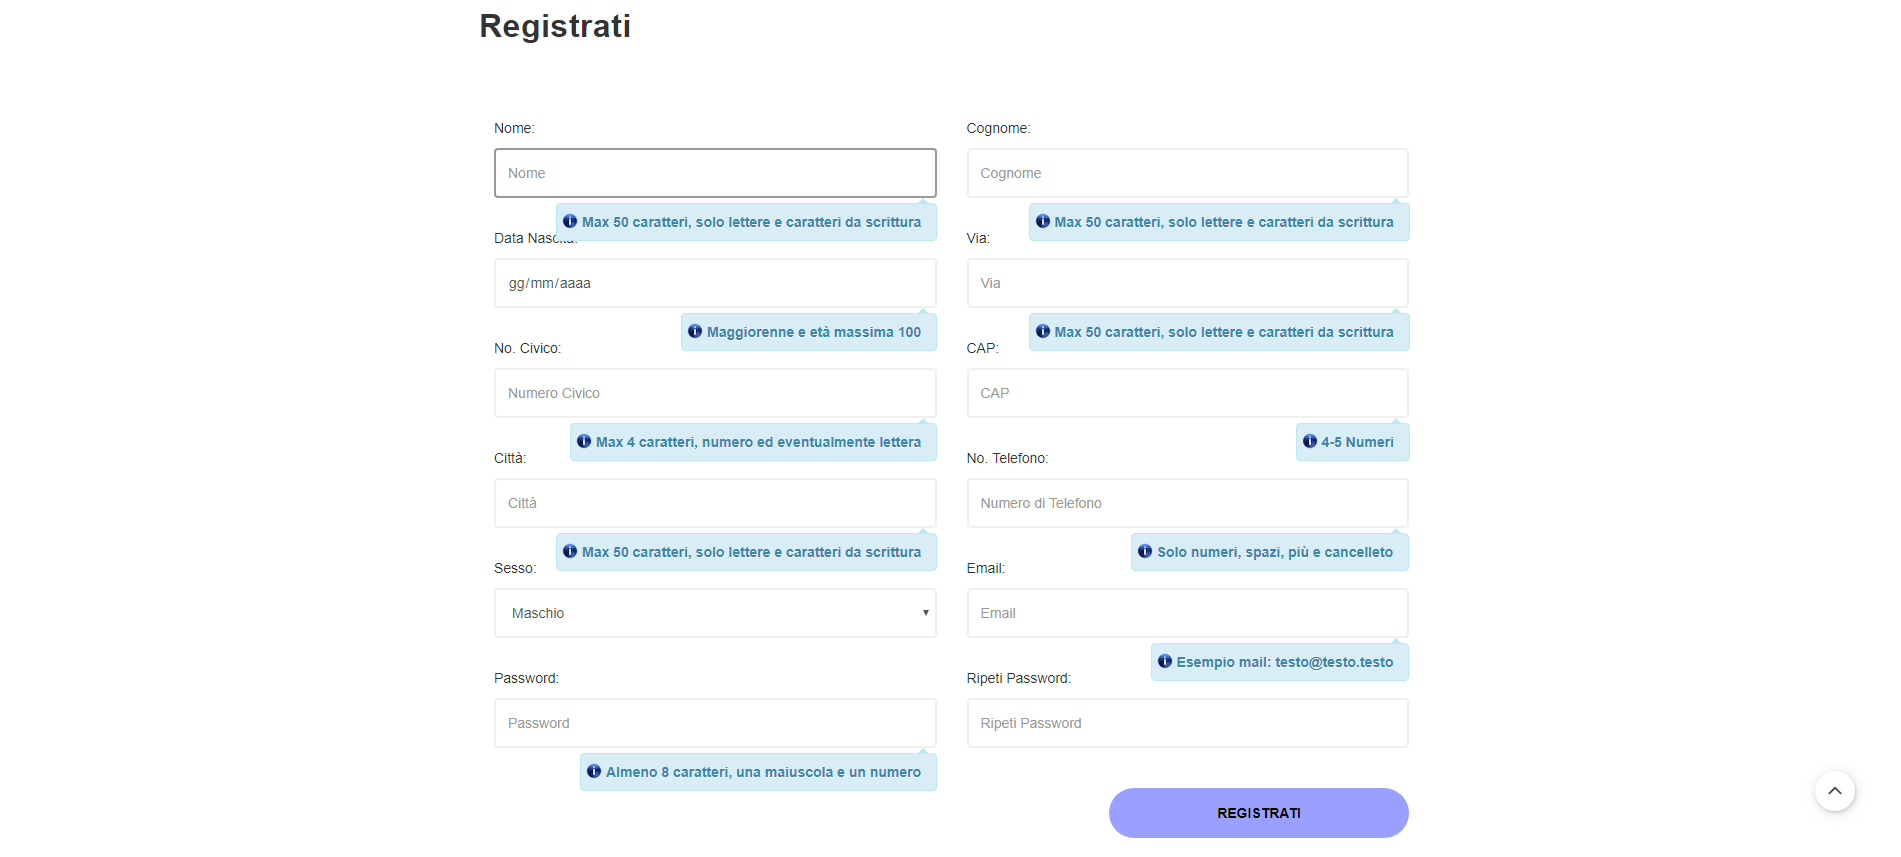 Registrati
Nome:
Cognome:
Nome
Cognome
Max 50 caratteri, solo lettere e caratteri da scrittura
Max 50 caratteri, solo lettere e caratteri da scrittura
Data Nascita:
Via:
gg/mm/aaaa
Via
Maggiorenne e età massima 100
Max 50 caratteri, solo lettere e caratteri da scrittura
No. Civico:
CAP:
Numero Civico
CAP
Max 4 caratteri, numero ed eventualmente lettera
4-5 Numeri
Città:
No. Telefono:
Città
Numero di Telefono
Max 50 caratteri, solo lettere e caratteri da scrittura
Solo numeri, spazi, più e cancelleto
Sesso:
Email:
Maschio
Email
Esempio mail: testo@testo.testo
Password:
Ripeti Password:
Password
Ripeti Password
Almeno 8 caratteri, una maiuscola e un numero
REGISTRATI